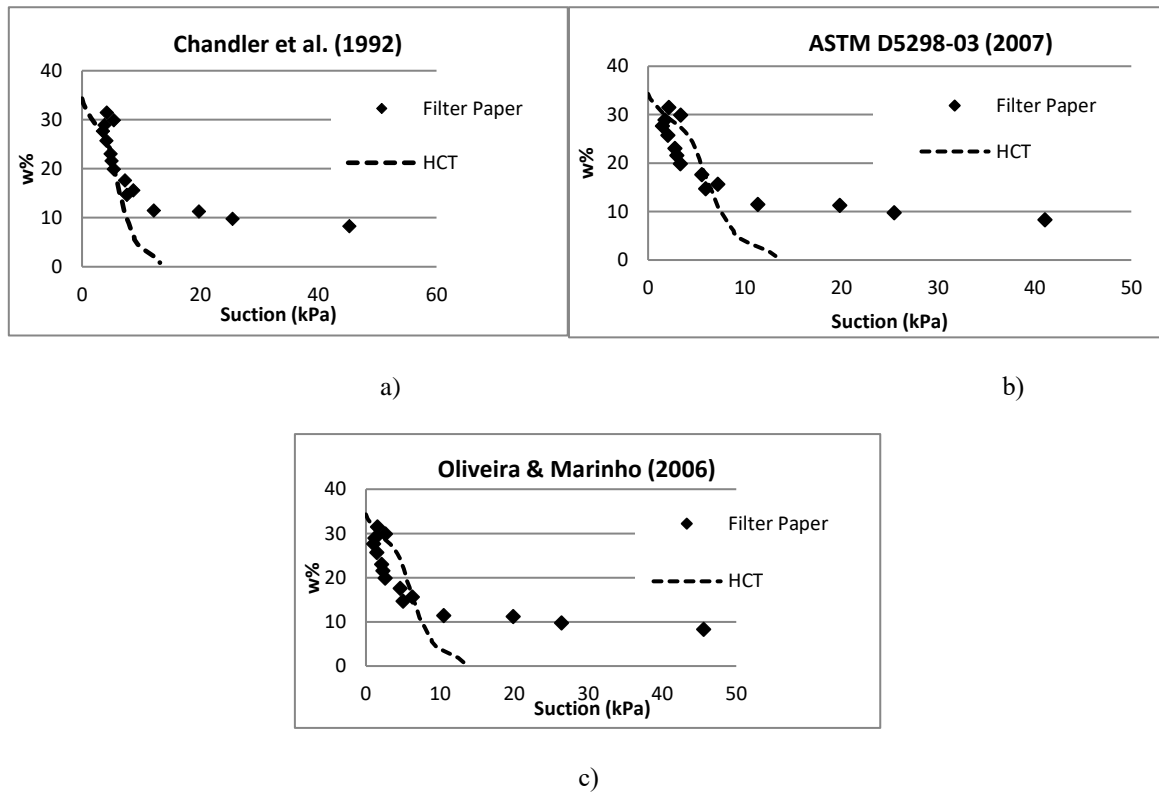 Chandler et al. (1992)
40
30
20
10
0
w%
0 20 40 60
Suction (kPa)
Filter Paper
HCT
a)
ASTM D5298-03 (2007)
40
30
20
10
0
w%
0 10 20 30 40 50
Suction (kPa)
Filter Paper
HCT
b)
Oliveira & Marinho (2006)
40
30
20
10
0
w%
0 10 20 30 40 50
Suction (kPa)
Filter Paper
HCT
c)